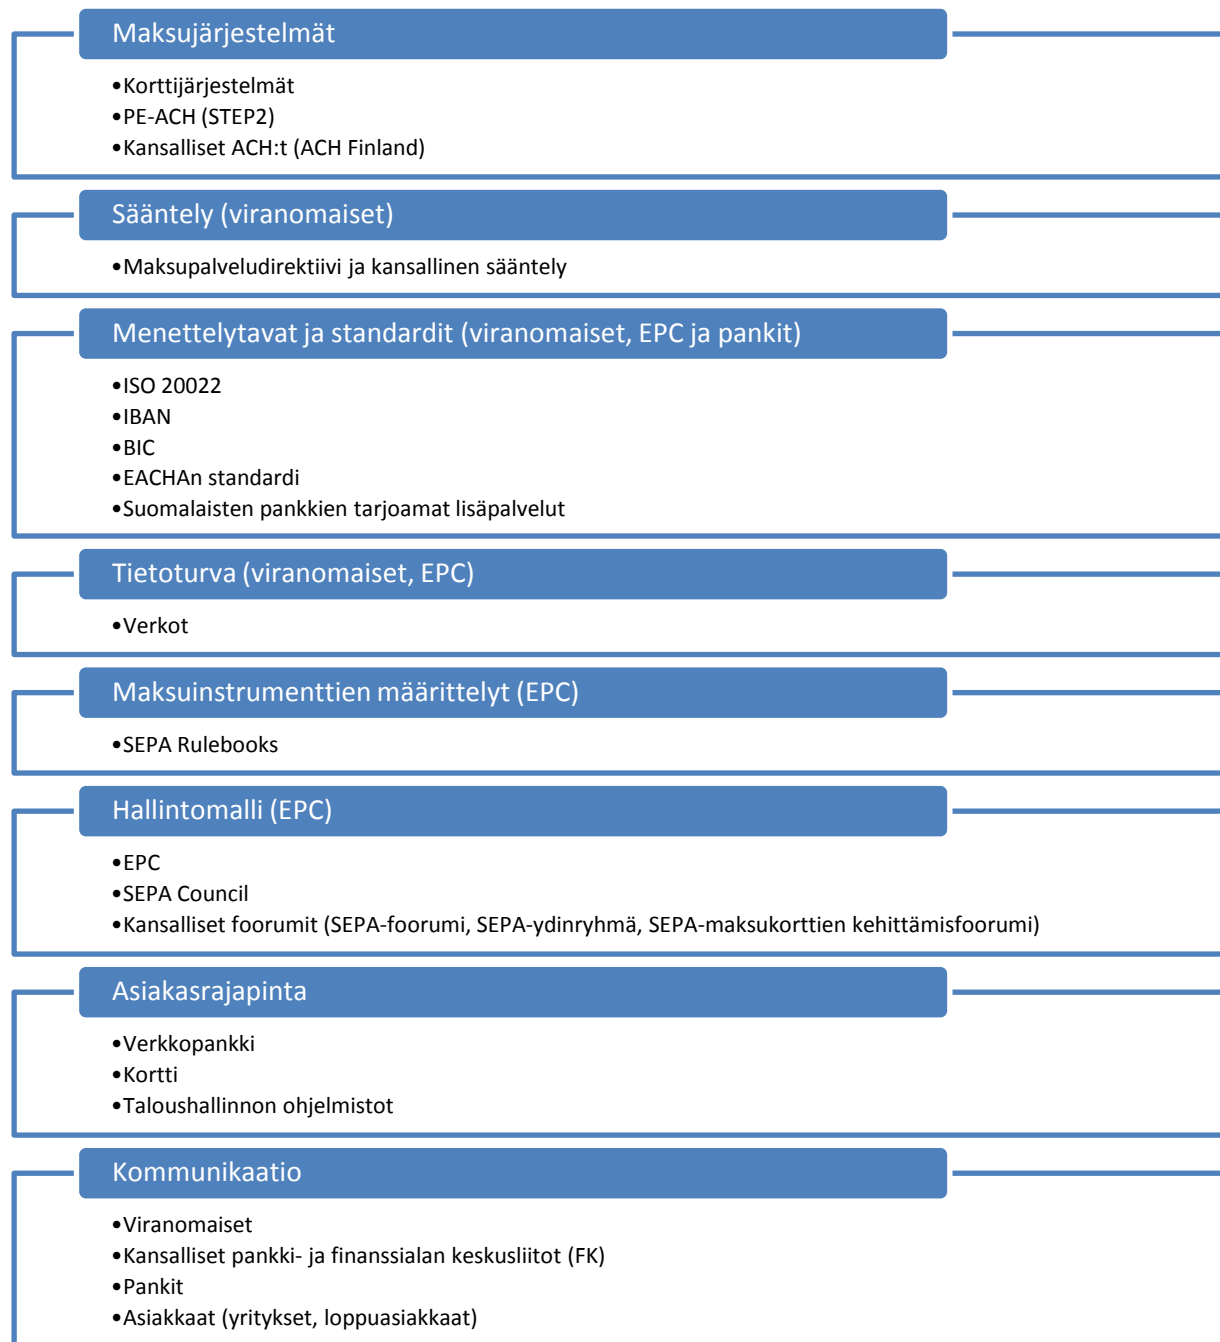 Maksujärjestelmät
•Korttijärjestelmät
•PE-ACH (STEP2)
•Kansalliset ACH:t (ACH Finland)
Sääntely (viranomaiset)
•Maksupalveludirektiivi ja kansallinen sääntely
Menettelytavat ja standardit (viranomaiset, EPC ja pankit)
•ISO 20022
•IBAN
•BIC
•EACHAn standardi
•Suomalaisten pankkien tarjoamat lisäpalvelut
Tietoturva (viranomaiset, EPC)
•Verkot
Maksuinstrumenttien määrittelyt (EPC)
•SEPA Rulebooks
Hallintomalli (EPC)
•EPC
•SEPA Council
•Kansalliset foorumit (SEPA-foorumi, SEPA-ydinryhmä, SEPA-maksukorttien kehittämisfoorumi)
Asiakasrajapinta
•Verkkopankki
•Kortti
•Taloushallinnon ohjelmistot
Kommunikaatio
•Viranomaiset
•Kansalliset pankki- ja finanssialan keskusliitot (FK)
•Pankit
•Asiakkaat (yritykset, loppuasiakkaat)